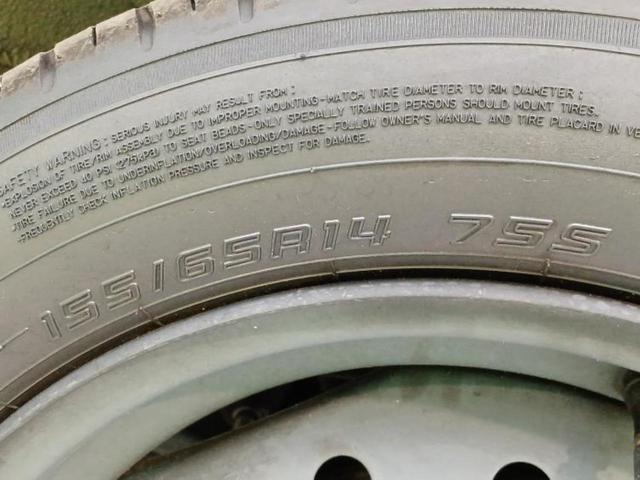 SAFETY WARNING: SERIOUS INJURY MAY RESULT FROM:
-EXPLOSION OF TIRE/RIM ASSEMBLY DUE TO IMPROPER MOUNTING-MATCH TIRE DIAMETER TO RIM DIAMETER;
NEVER EXCEED 40 PSI (275kPa) TO SEAT BEADS-ONLY SPECIALLY TRAINED PERSONS SHOULD MOUNT TIRES.
-TIRE FAILURE DUE TO UNDERINFLATION/OVERLOADING/DAMAGE-FOLLOW OWNER'S MANUAL AND TIRE PLACARD IN VE
-FREQUENTLY CHECK INFLATION PRESSURE AND INSPECT FOR DAMAGE.
155/65R14 75S